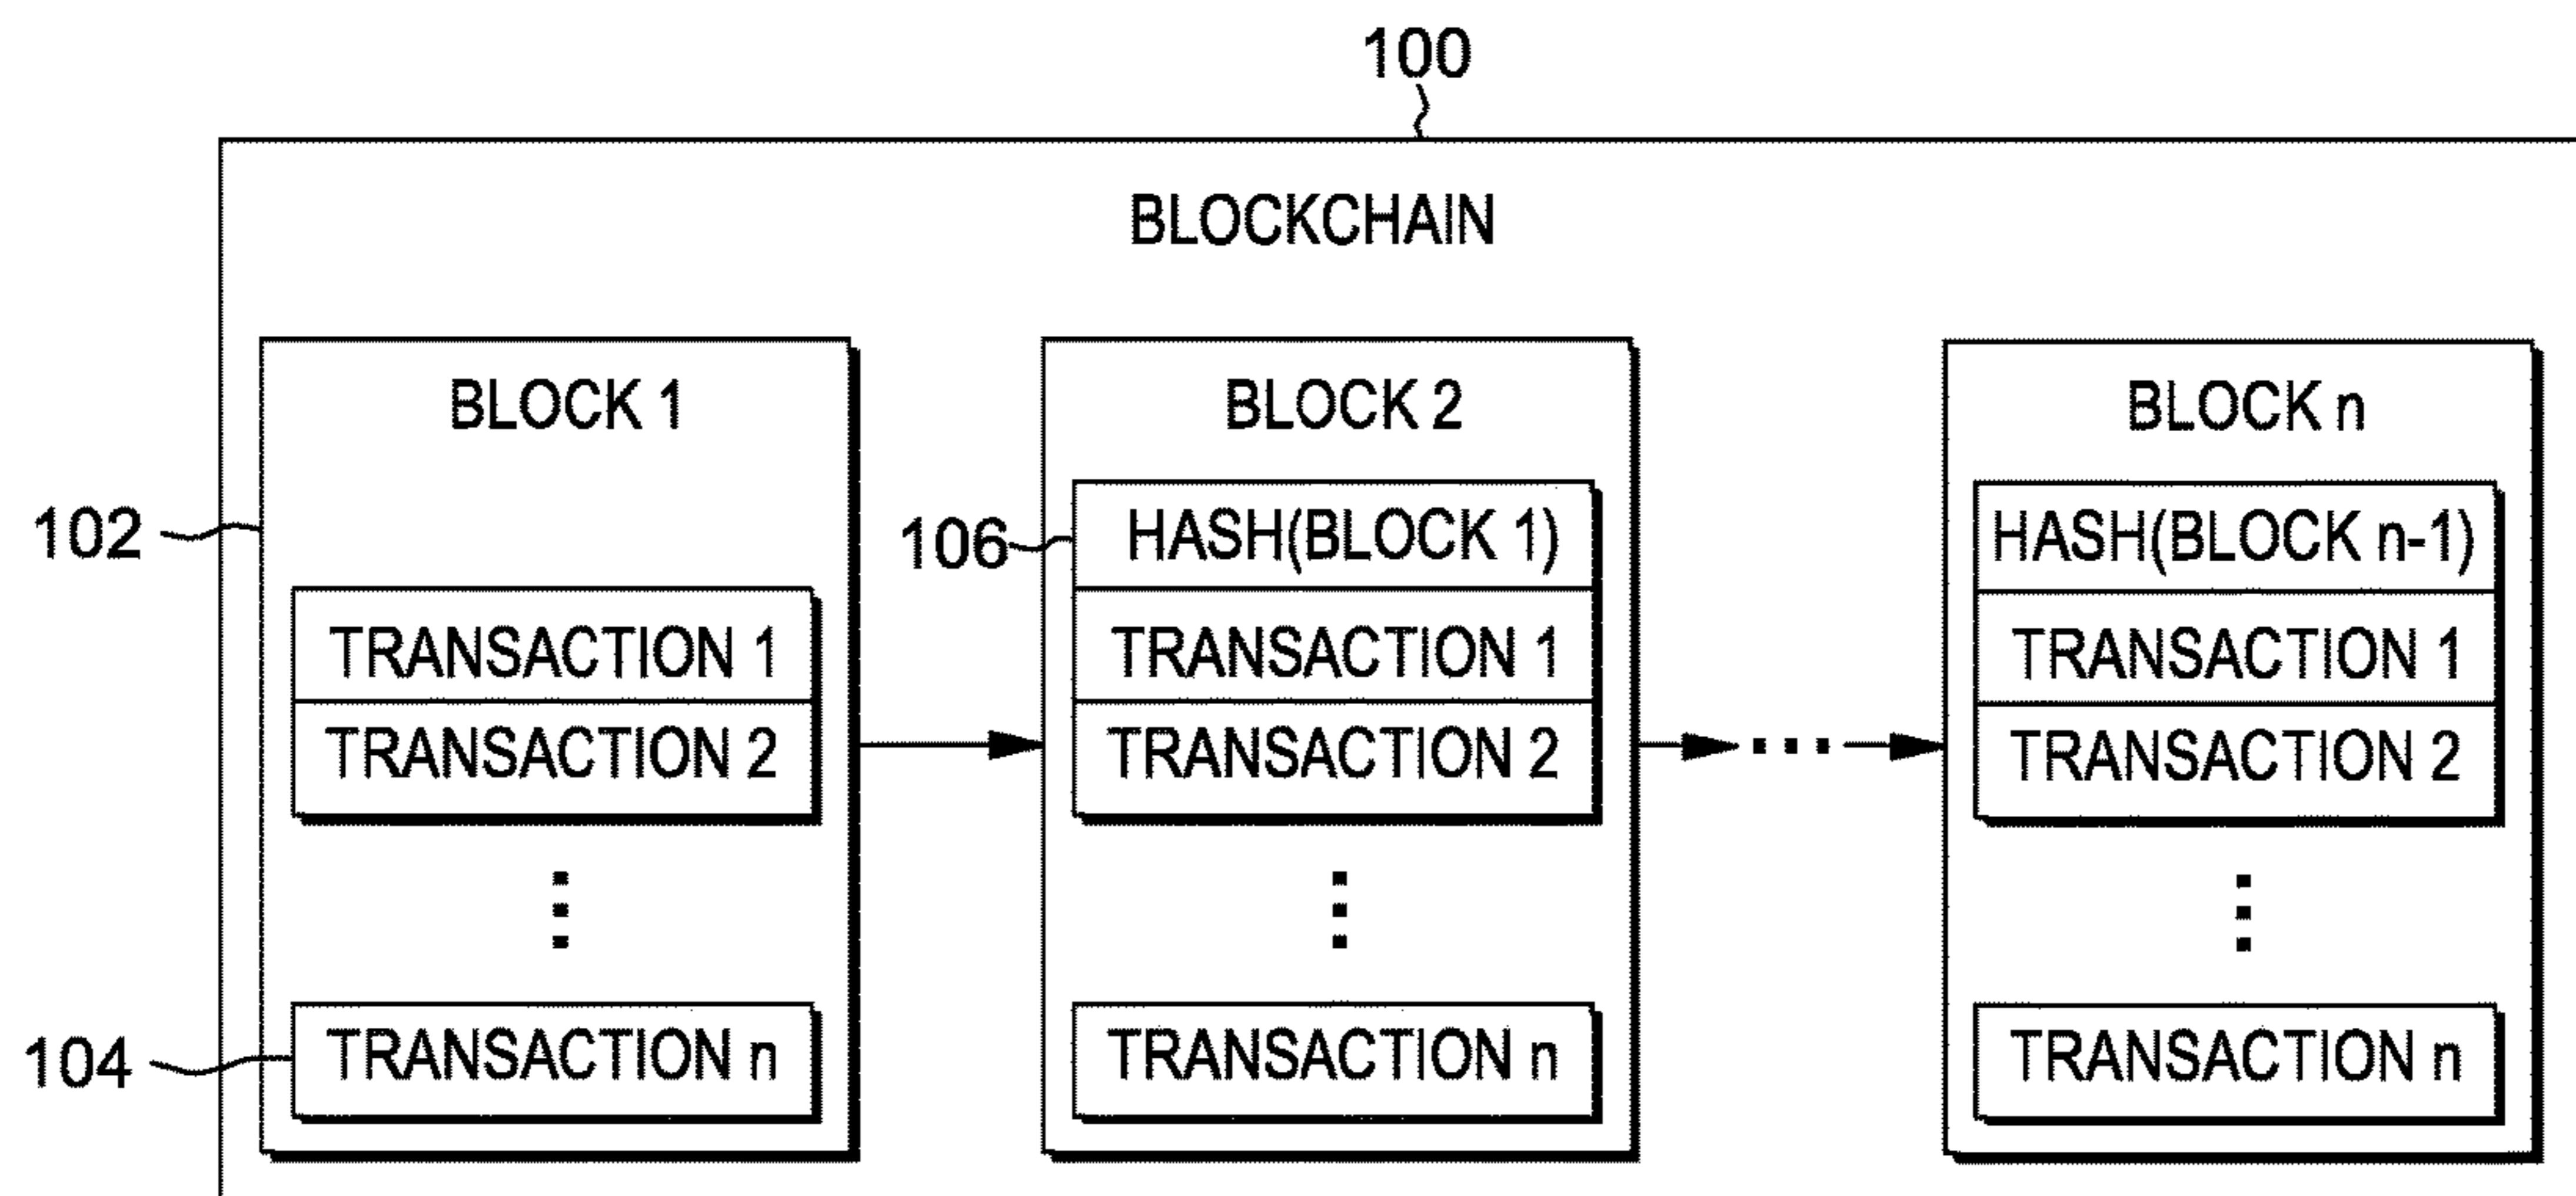 100
BLOCKCHAIN
BLOCK 1
BLOCK 2
BLOCK n
102
106
HASH(BLOCK 1)
HASH(BLOCK n-1)
TRANSACTION 1
TRANSACTION 1
TRANSACTION 1
TRANSACTION 2
TRANSACTION 2
TRANSACTION 2
104
TRANSACTION n
TRANSACTION n
TRANSACTION n